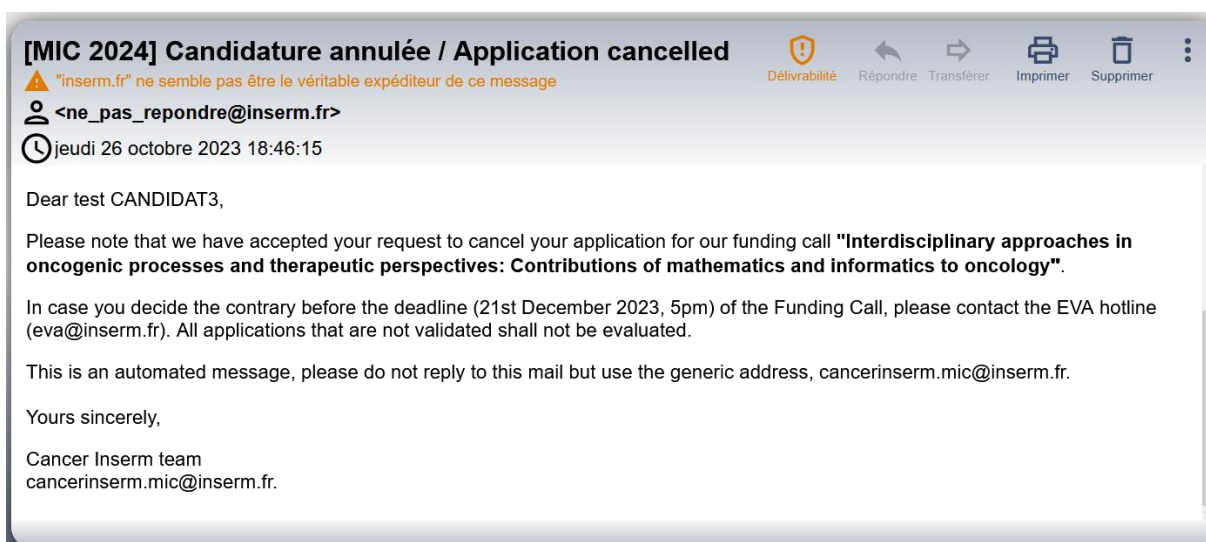 [MIC 2024] Candidature annulée / Application cancelled
Délivrabilité Répondre Transférer Imprimer Supprimer
"inserm.fr" ne semble pas être le véritable expéditeur de ce message
<ne_pas_repondre@inserm.fr>
jeudi 26 octobre 2023 18:46:15
Dear test CANDIDAT3,
Please note that we have accepted your request to cancel your application for our funding call "Interdisciplinary approaches in
oncogenic processes and therapeutic perspectives: Contributions of mathematics and informatics to oncology".
In case you decide the contrary before the deadline (21st December 2023, 5pm) of the Funding Call, please contact the EVA hotline
(eva@inserm.fr). All applications that are not validated shall not be evaluated.
This is an automated message, please do not reply to this mail but use the generic address, cancerinserm.mic@inserm.fr.
Yours sincerely,
Cancer Inserm team
cancerinserm.mic@inserm.fr.